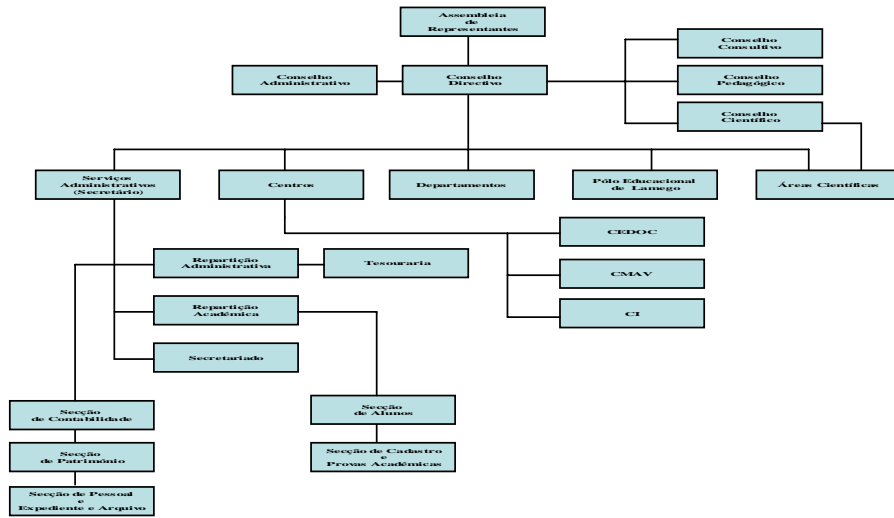 Assembleia
de
Representantes
Conselho
Consultivo
Conselho
Administrativo
Conselho
Directivo
Conselho
Pedagógico
Conselho
Científico
Serviços
Administrativos
(Secretário)
Centros
Departamentos
Pólo Educacional
de Lamego
Áreas Científicas
CEDOC
Repartição
Administrativa
Tesouraria
CMAV
Repartição
Académica
CI
Secretariado
Secção
de Contabilidade
Secção
de Alunos
Secção
de Património
Secção de Cadastro
e
Provas Académicas
Secção de Pessoal
e
Expediente e Arquivo